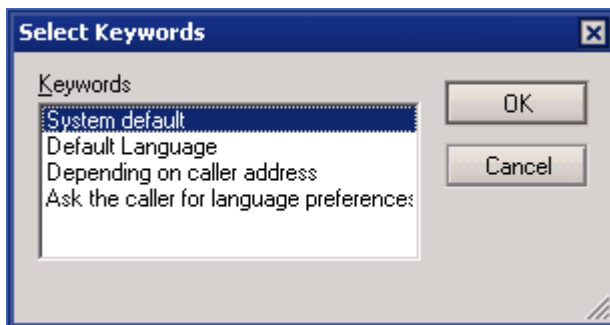 Select Keywords
Keywords
System default
Default Language
Depending on caller address
Ask the caller for language preferences
OK
Cancel